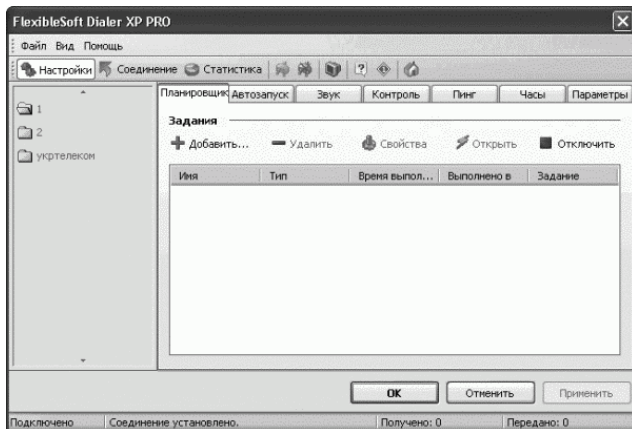 FlexibleSoft Dialer XP PRO
Файл Вид Помощь
Настройки Соединение Статистика
Планировщик Автозапуск Звук Контроль Пинг Часы Параметры
1
2
укртелеком
Задания
Добавить... Удалить Свойства Открыть Отключить
Имя Тип Время выпол... Выполнено в Задание
OK Отменить Применить
Подключено Соединение установлено. Получено: 0 Передано: 0